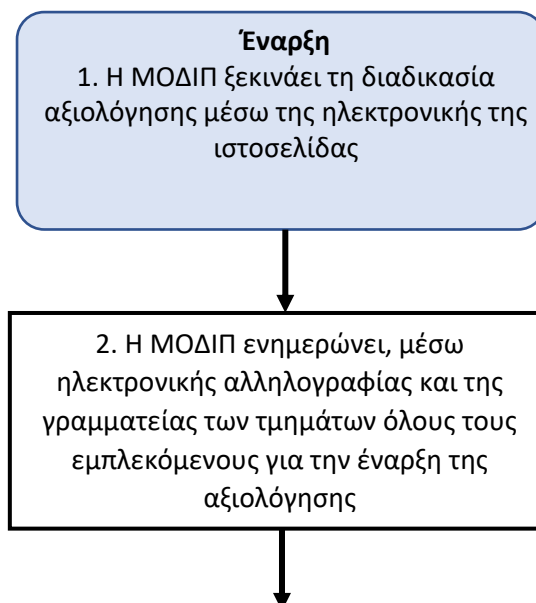 Έναρξη
1. Η ΜΟΔΙΠ ξεκινάει τη διαδικασία
αξιολόγησης μέσω της ηλεκτρονικής της
ιστοσελίδας
2. Η ΜΟΔΙΠ ενημερώνει, μέσω
ηλεκτρονικής αλληλογραφίας και της
γραμματείας των τμημάτων όλους τους
εμπλεκόμενους για την έναρξη της
αξιολόγησης